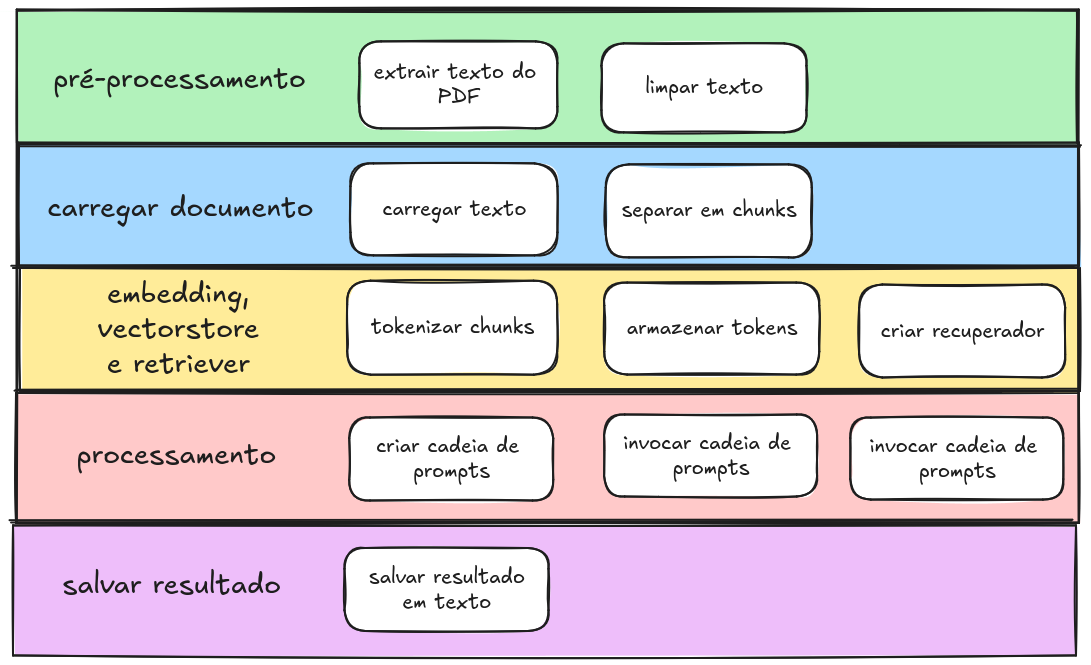 pré-processamento
extrair texto do
PDF
limpar texto
carregar documento
carregar texto
separar em chunks
embedding,
vectorstore
e retriever
tokenizar chunks
armazenar tokens
criar recuperador
processamento
criar cadeia de
prompts
invocar cadeia de
prompts
invocar cadeia de
prompts
salvar resultado
salvar resultado
em texto